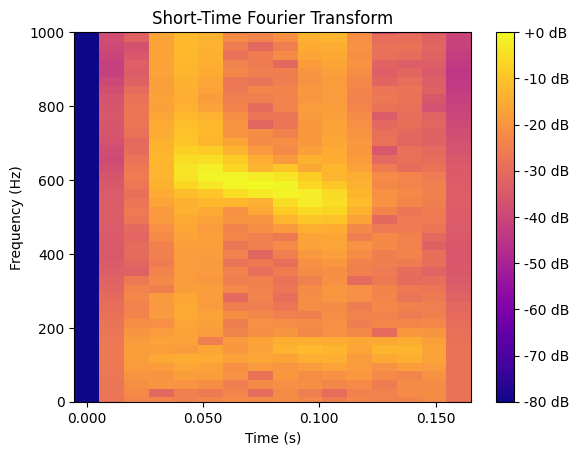 Short-Time Fourier Transform
1000
800
600
400
200
0
Frequency (Hz)
0.000
0.050
0.100
0.150
Time (s)
+0 dB
-10 dB
-20 dB
-30 dB
-40 dB
-50 dB
-60 dB
-70 dB
-80 dB